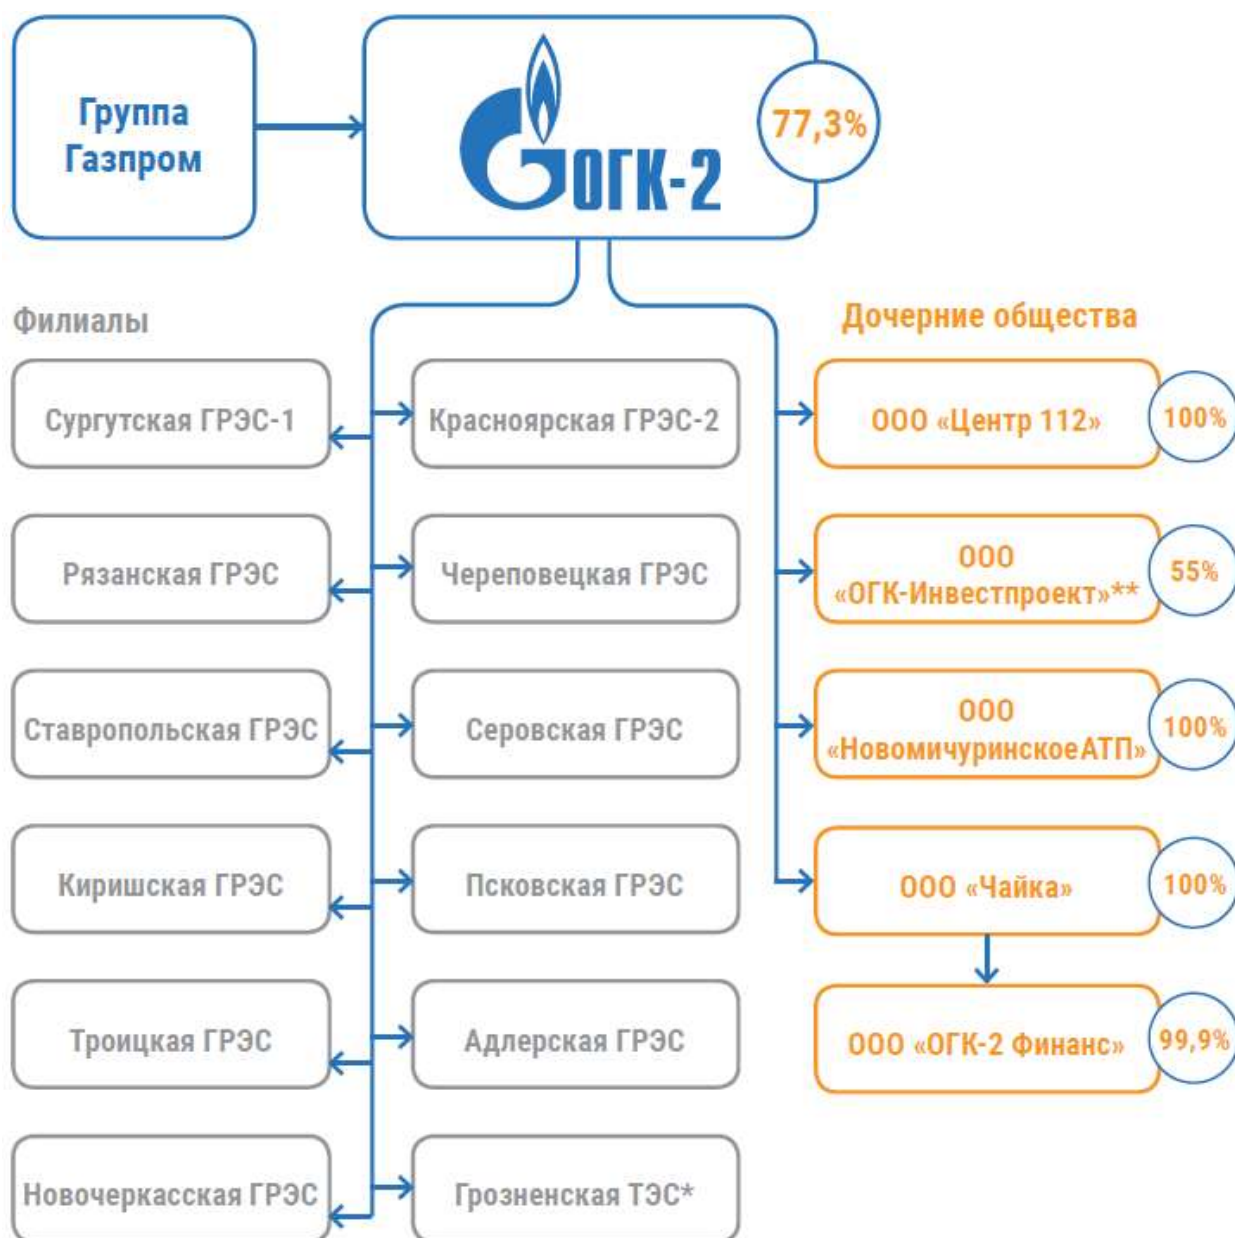 Группа
Газпром
ОГК-2
77,3%
Филиалы
Дочерние общества
Сургутская ГРЭС-1
Красноярская ГРЭС-2
ООО «Центр 112»
100%
Рязанская ГРЭС
Череповецкая ГРЭС
ООО
«ОГК-Инвестпроект»**
55%
Ставропольская ГРЭС
Серовская ГРЭС
ООО
«НовомичуринскоеАТП»
100%
Киришская ГРЭС
Псковская ГРЭС
ООО «Чайка»
100%
Троицкая ГРЭС
Адлерская ГРЭС
ООО «ОГК-2 Финанс»
99,9%
Новочеркасская ГРЭС
Грозненская ТЭС*